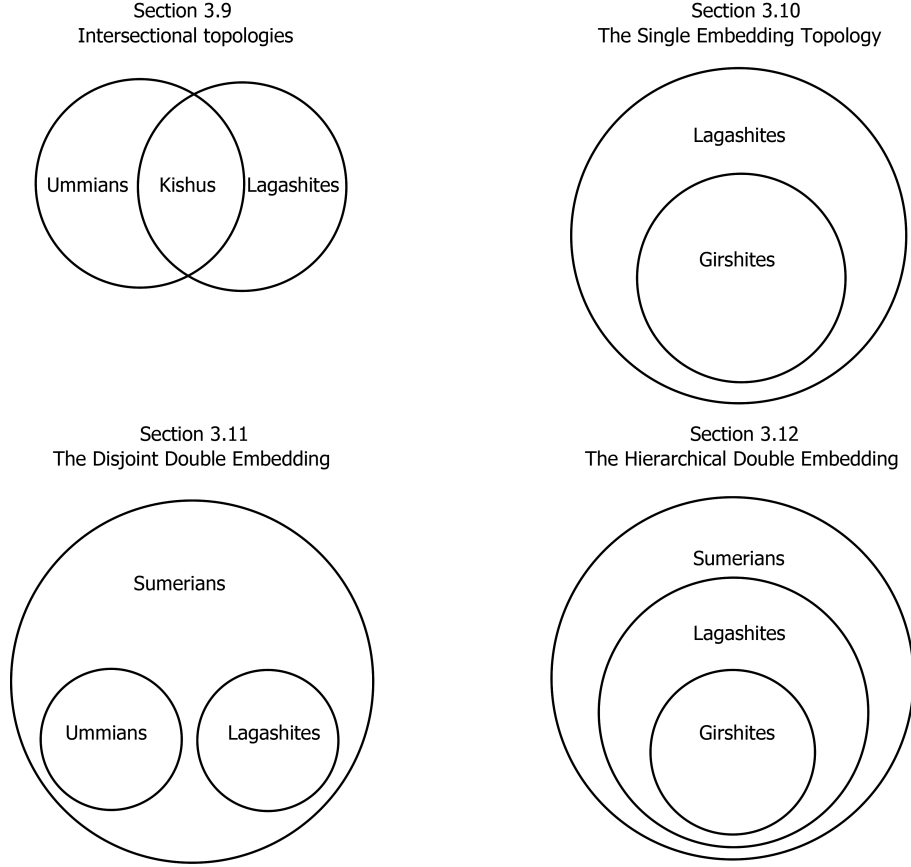 Section 3.9
Intersectional topologies
Ummians
Kishus
Lagashites
Section 3.10
The Single Embedding Topology
Lagashites
Girshites
Section 3.11
The Disjoint Double Embedding
Sumerians
Ummians
Lagashites
Section 3.12
The Hierarchical Double Embedding
Sumerians
Lagashites
Girshites